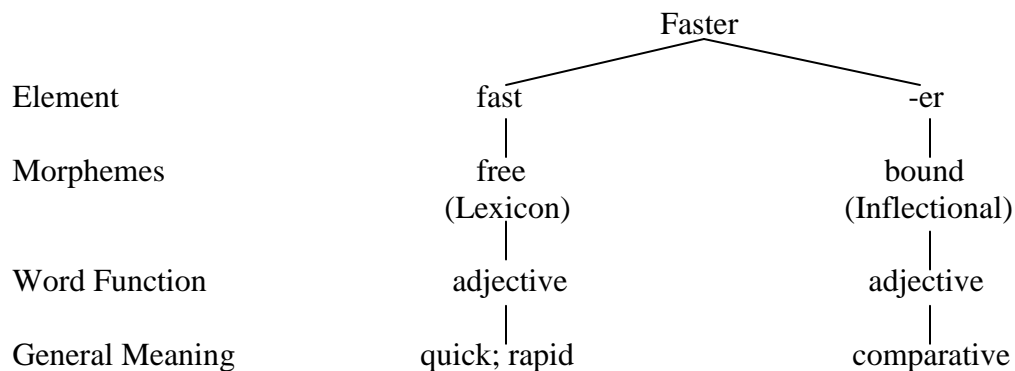 Faster
Element fast -er
Morphemes free bound
(Lexicon) (Inflectional)
Word Function adjective adjective
General Meaning quick; rapid comparative